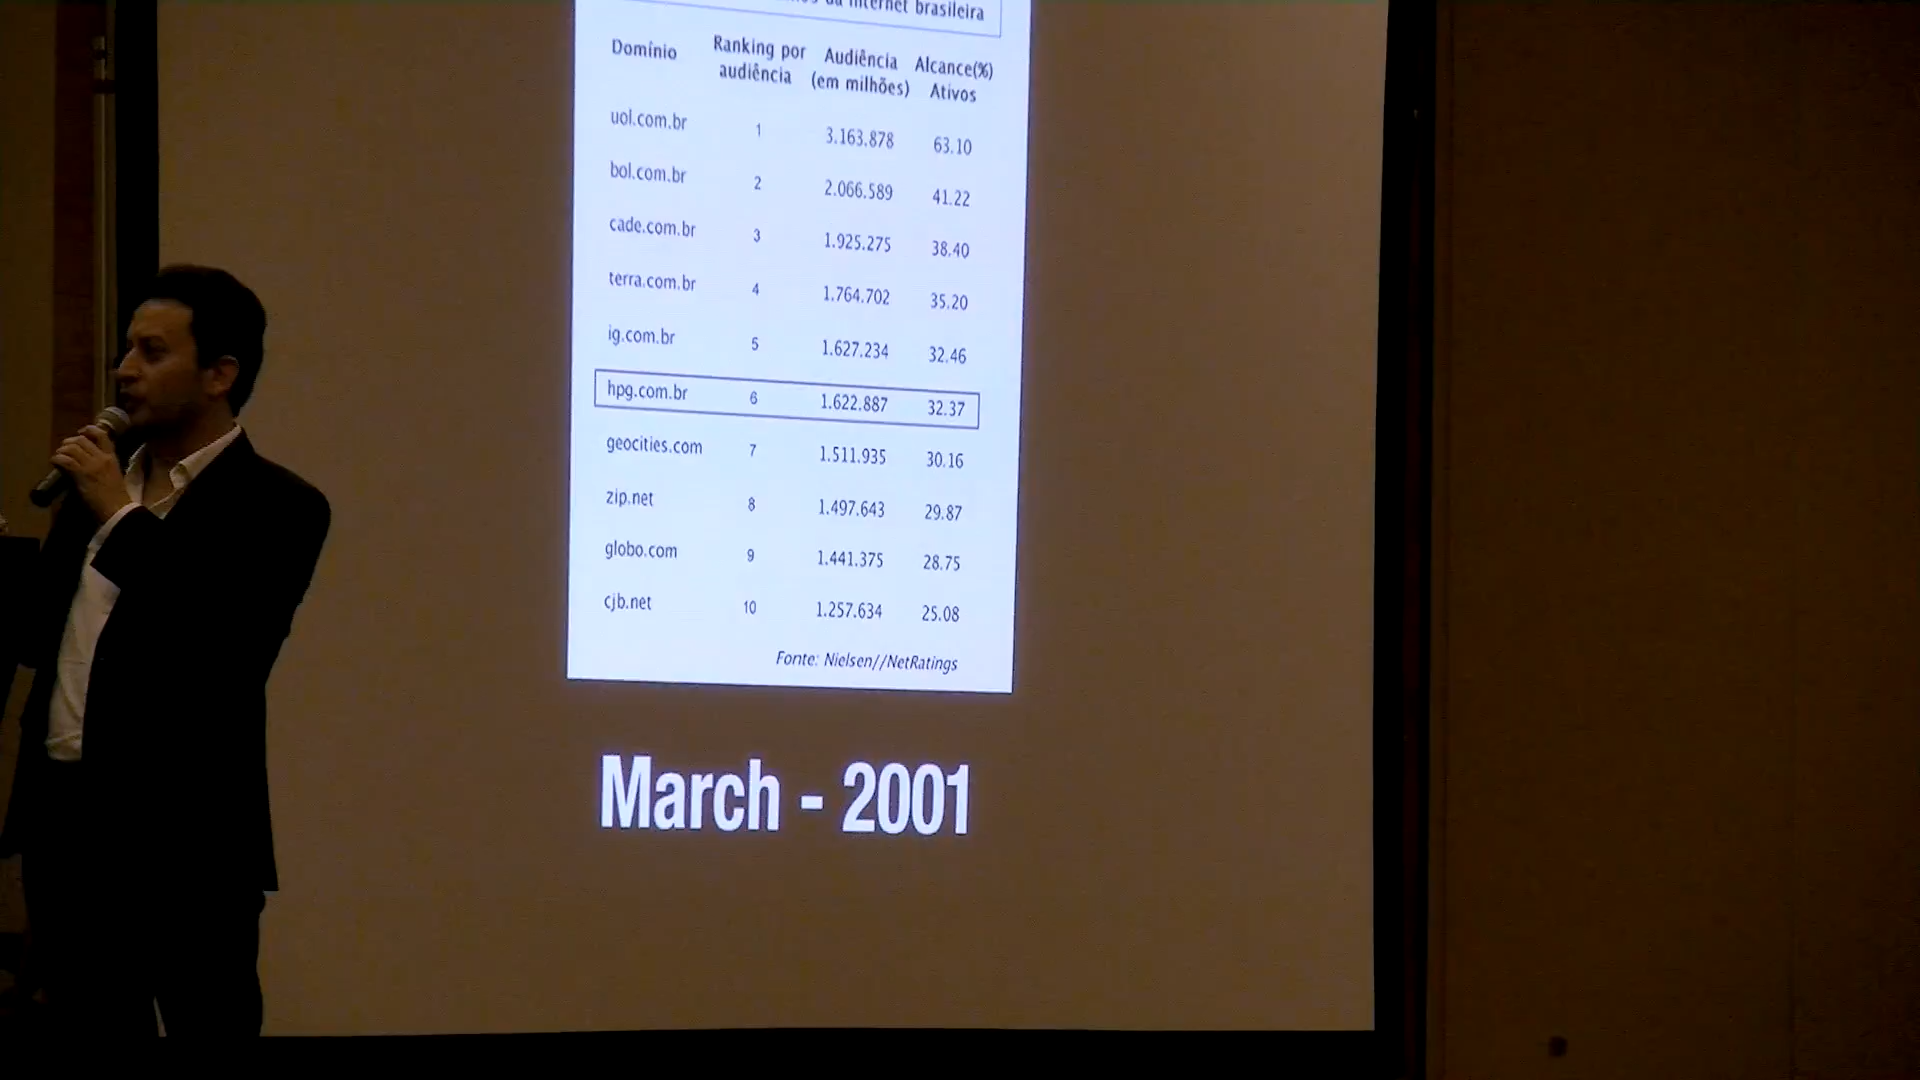 da internet brasileira
Domínio Ranking por audiência Audiência (em milhões) Alcance(%) Ativos
uol.com.br 1 3.163.878 63.10
bol.com.br 2 2.066.589 41.22
cade.com.br 3 1.925.275 38.40
terra.com.br 4 1.764.702 35.20
ig.com.br 5 1.627.234 32.46
hpg.com.br 6 1.622.887 32.37
geocities.com 7 1.511.935 30.16
zip.net 8 1.497.643 29.87
globo.com 9 1.441.375 28.75
cjb.net 10 1.257.634 25.08
Fonte: Nielsen//NetRatings
March - 2001